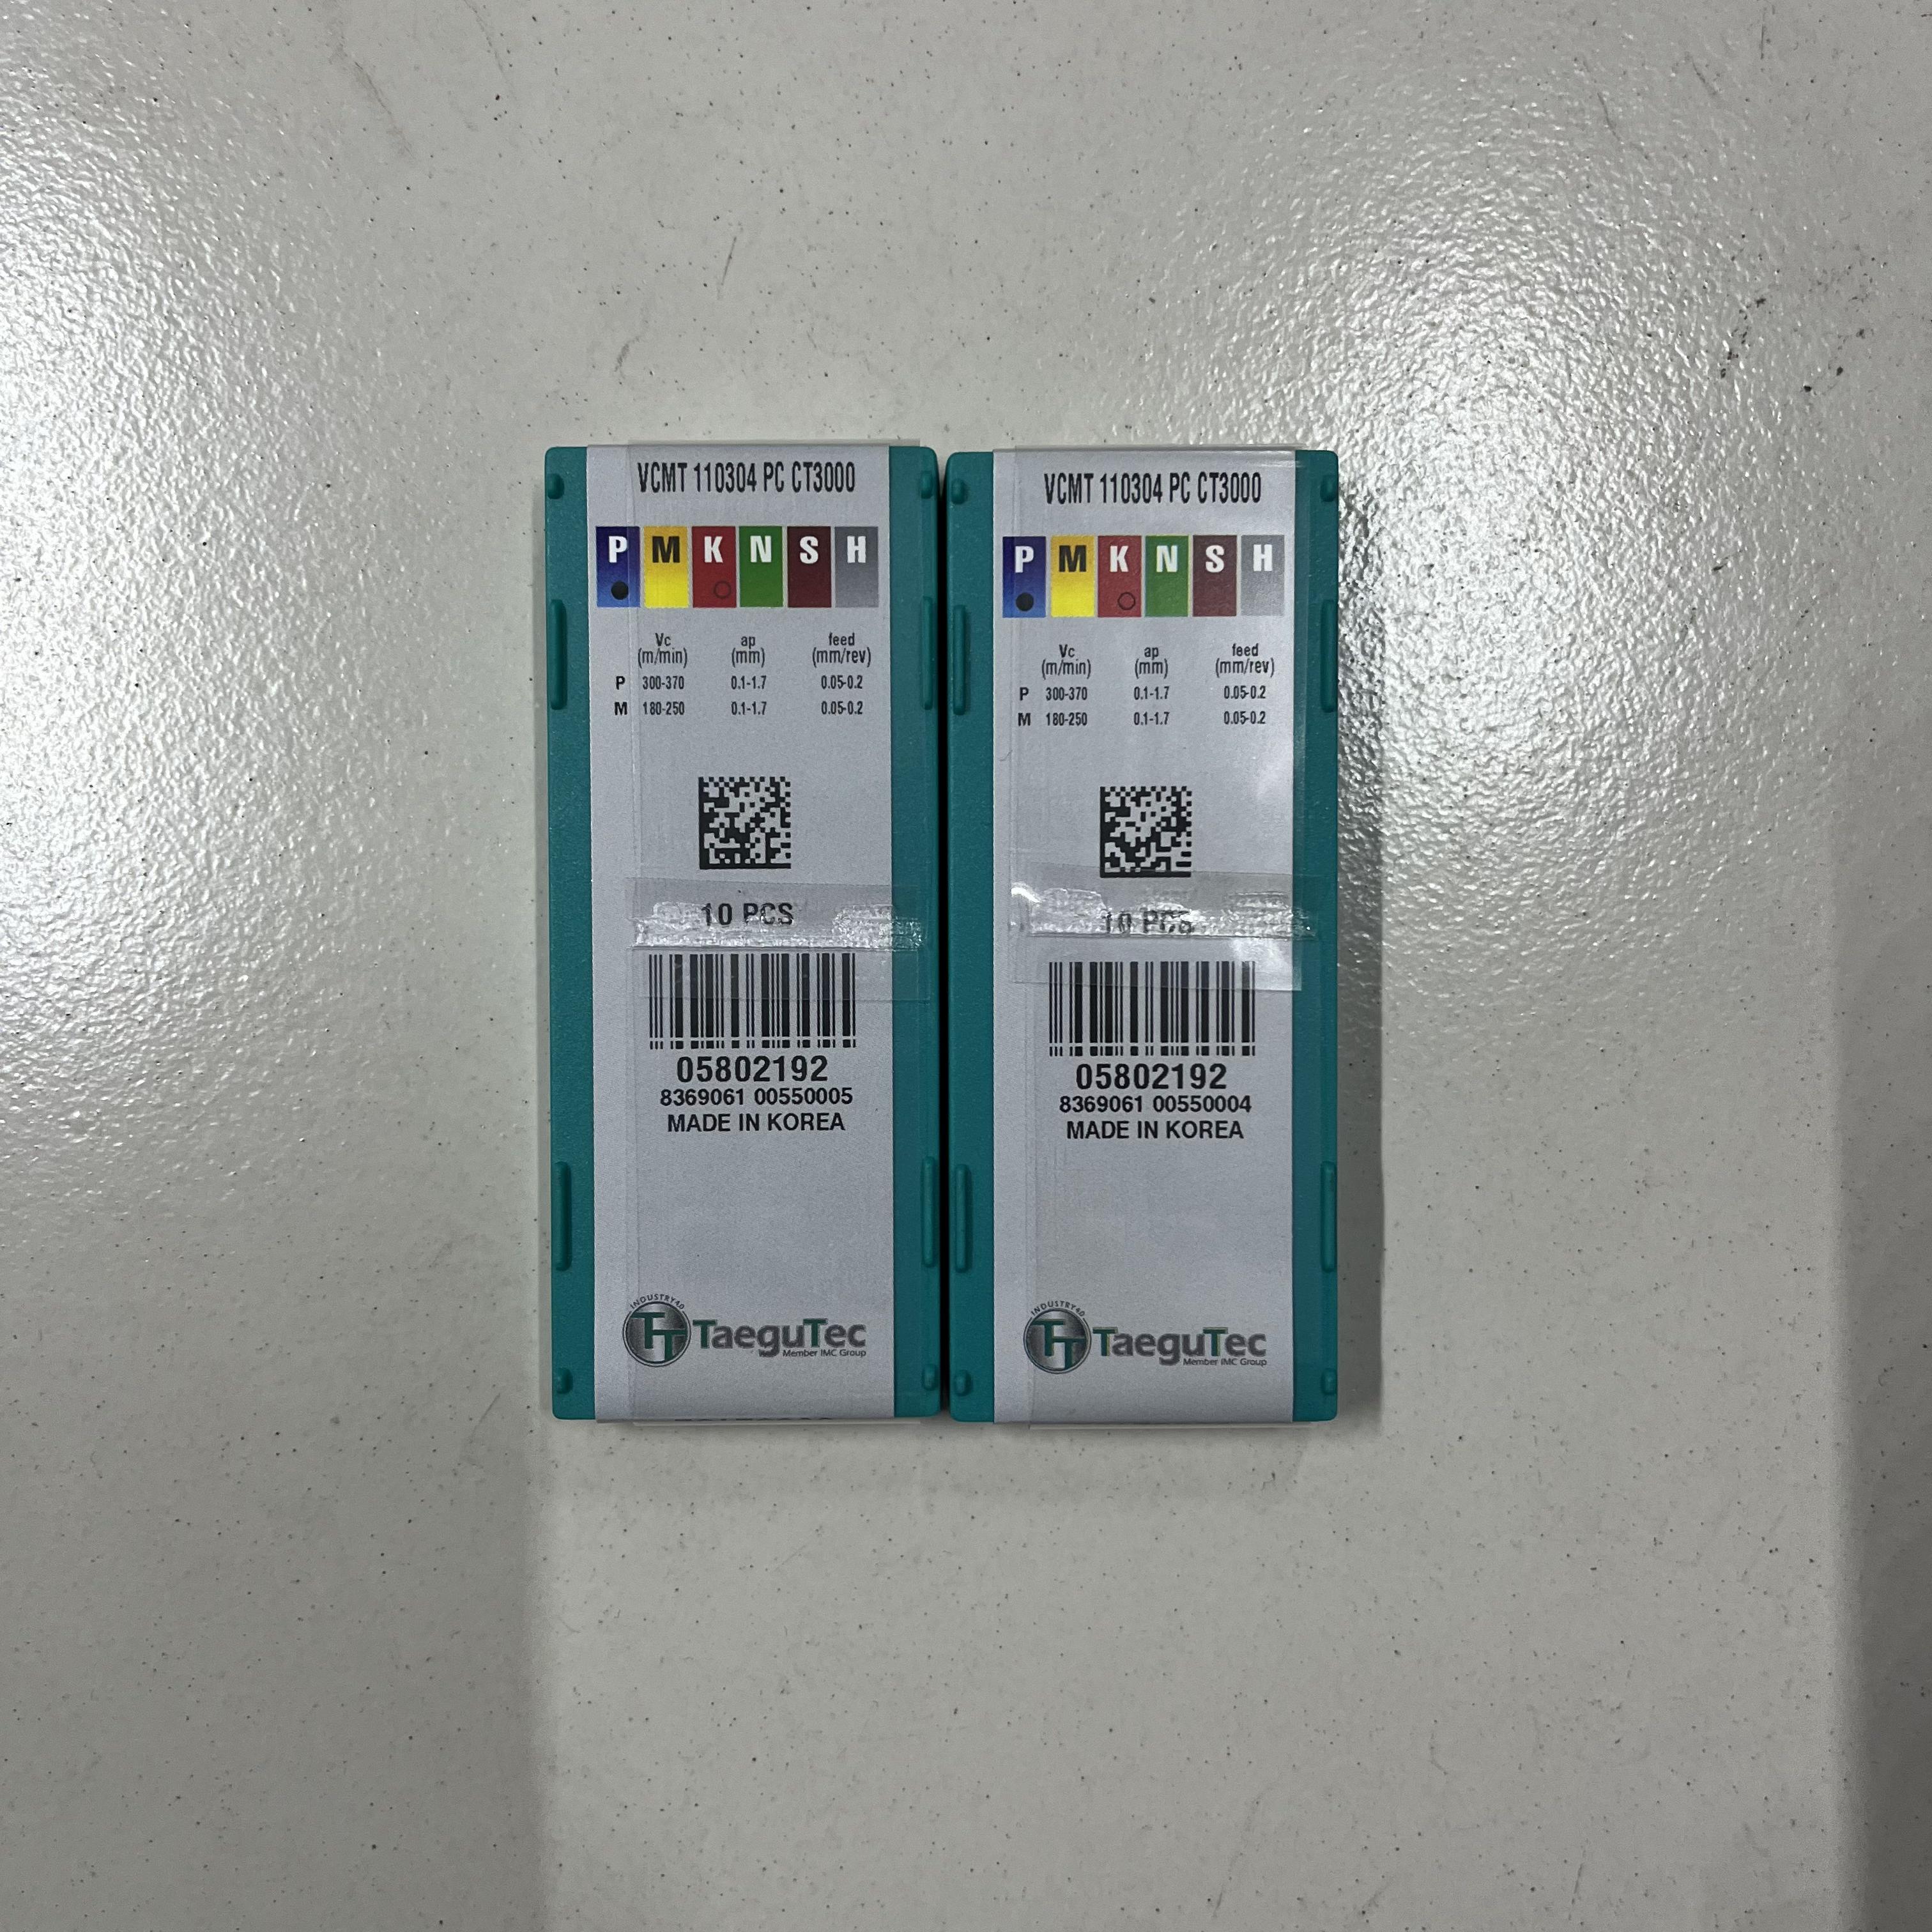 VCMT 110304 PC CT3000
P M K N S H
Vc ap feed
(m/min) (mm) (mm/rev)
P 300-370 0.1-1.7 0.05-0.2
M 180-250 0.1-1.7 0.05-0.2
10 PCS
05802192
8369061 00550005
MADE IN KOREA
INDUSTRY4.0
TT TaeguTec
Member IMC Group
VCMT 110304 PC CT3000
P M K N S H
Vc ap feed
(m/min) (mm) (mm/rev)
P 300-370 0.1-1.7 0.05-0.2
M 180-250 0.1-1.7 0.05-0.2
10 PCS
05802192
8369061 00550004
MADE IN KOREA
INDUSTRY4.0
TT TaeguTec
Member IMC Group